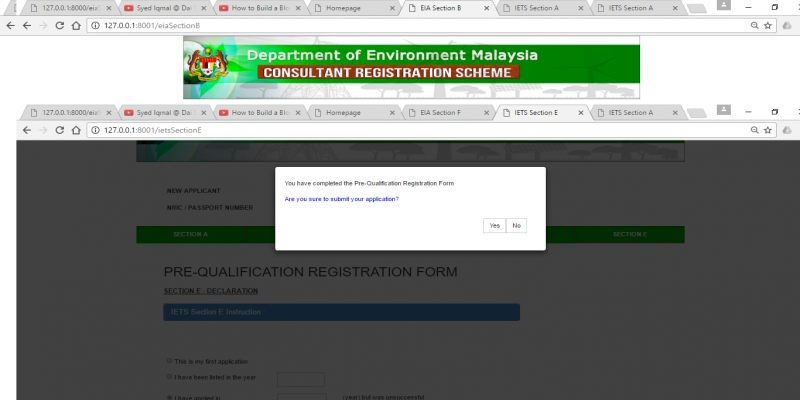 127.0.0.1:8000/eia
Syed Iqmal @ Dai
How to Build a Blo
Homepage
EIA Section B
IETS Section A
IETS Section A
127.0.0.1:8001/eiaSectionB
Department of Environment Malaysia
CONSULTANT REGISTRATION SCHEME
127.0.0.1:8000/eiaS
Syed Iqmal @ Dai
How to Build a Blo
Homepage
EIA Section F
IETS Section E
IETS Section A
127.0.0.1:8001/ietsSectionE
You have completed the Pre-Qualification Registration Form
Are you sure to submit your application?
Yes No
NEW APPLICANT
NRIC / PASSPORT NUMBER
SECTION A
SECTION E
PRE-QUALIFICATION REGISTRATION FORM
SECTION E - DECLARATION
IETS Section E Instruction
This is my first application
I have been listed in the year
I have applied in (year) but was unsuccessful